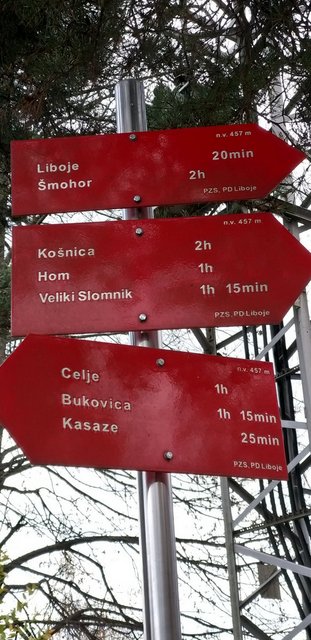 n.v. 457 m
Liboje 20min
Šmohor 2h
PZS, PD Liboje
n.v. 457 m
Košnica 2h
Hom 1h
Veliki Slomnik 1h 15min
PZS, PD Liboje
n.v. 457 m
Celje 1h
Bukovica 1h 15min
Kasaze 25min
PZS, PD Liboje